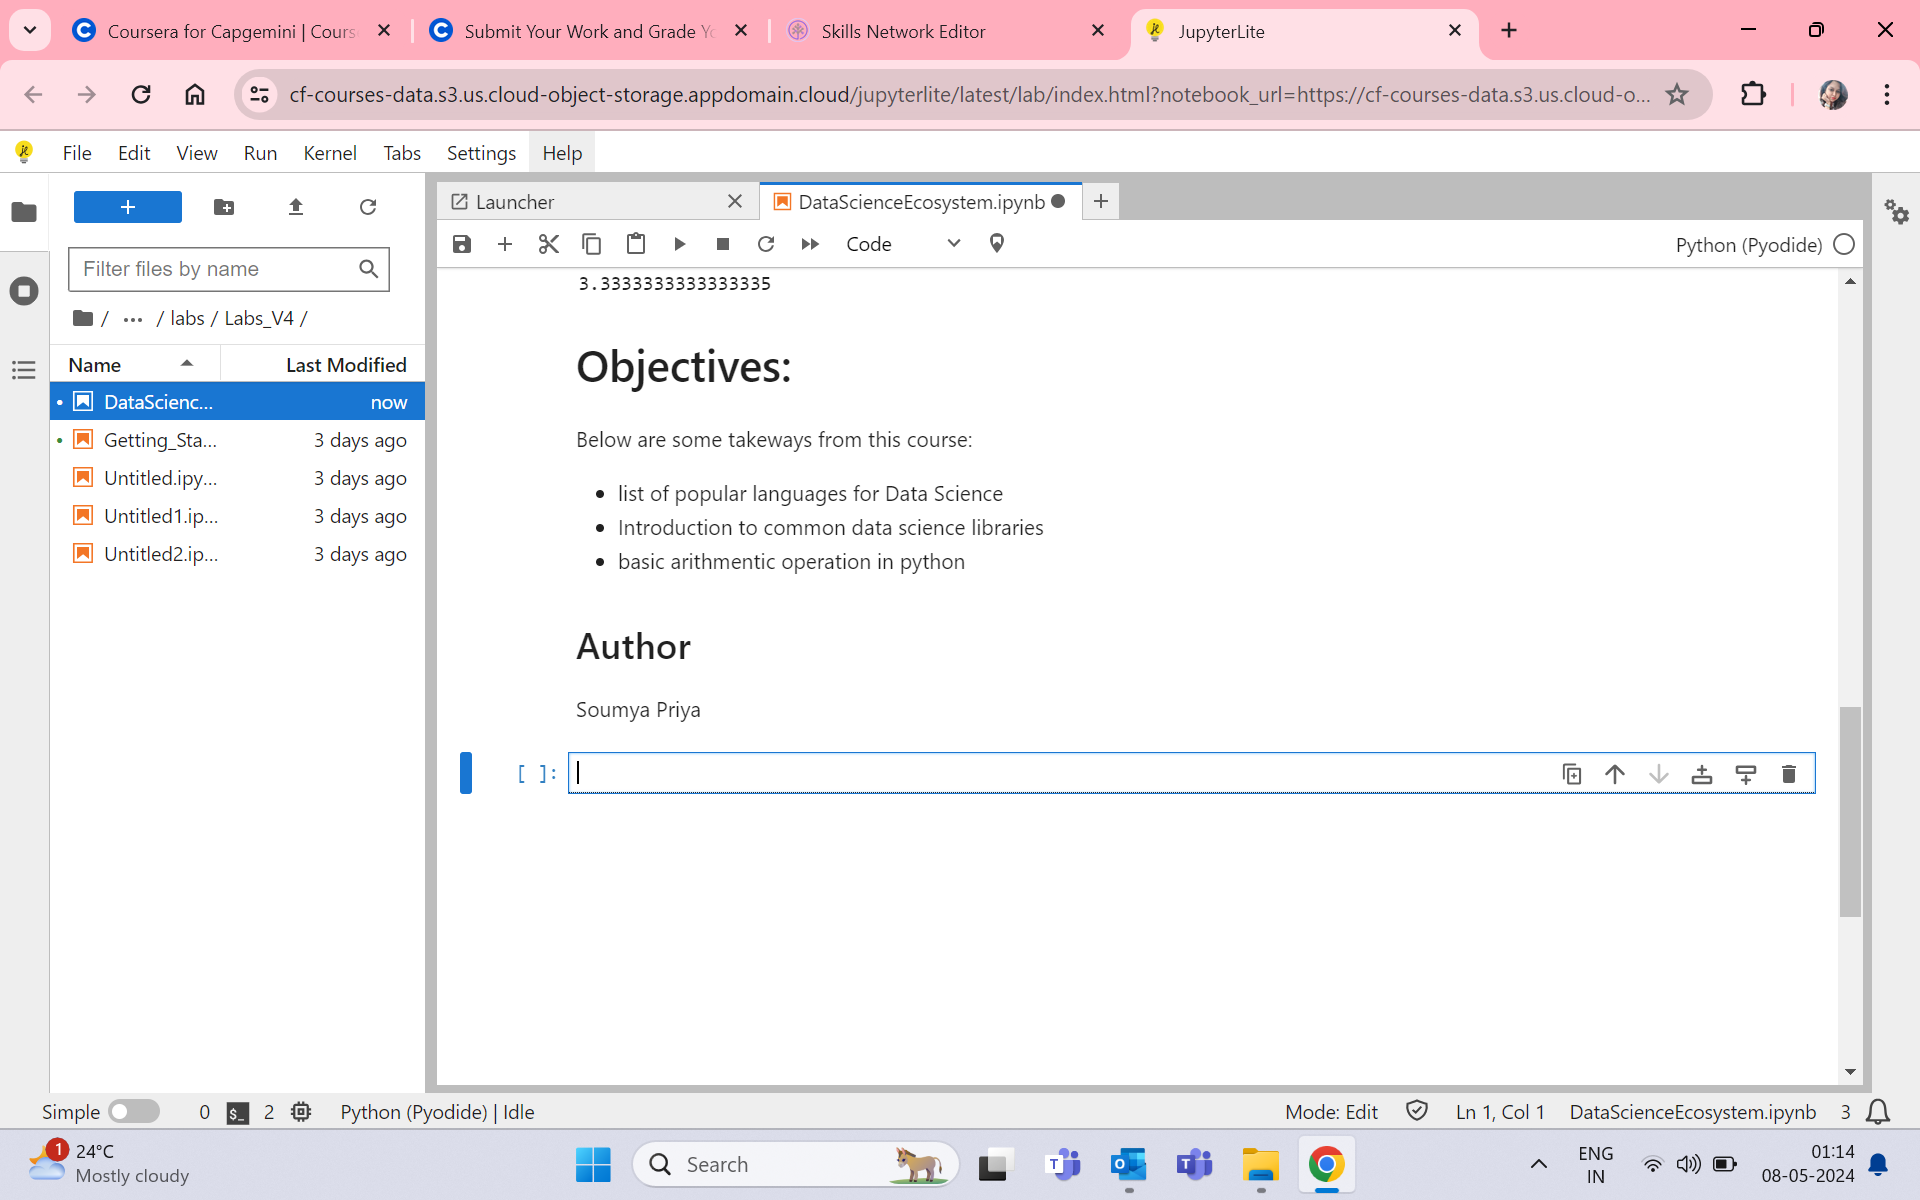 Coursera for Capgemini | Cours
Submit Your Work and Grade Yo
Skills Network Editor
JupyterLite
cf-courses-data.s3.us.cloud-object-storage.appdomain.cloud/jupyterlite/latest/lab/index.html?notebook_url=https://cf-courses-data.s3.us.cloud-o...
File Edit View Run Kernel Tabs Settings Help
Launcher
DataScienceEcosystem.ipynb
Code
Python (Pyodide)
Filter files by name
/ ... / labs / Labs_V4 /
Name Last Modified
DataScienc... now
Getting_Sta... 3 days ago
Untitled.ipy... 3 days ago
Untitled1.ip... 3 days ago
Untitled2.ip... 3 days ago
3.3333333333333335
Objectives:
Below are some takeways from this course:
• list of popular languages for Data Science
• Introduction to common data science libraries
• basic arithmentic operation in python
Author
Soumya Priya
[ ]:
Simple 0 $_ 2 Python (Pyodide) | Idle
Mode: Edit Ln 1, Col 1 DataScienceEcosystem.ipynb 3
1
24°C
Mostly cloudy
Search
ENG
IN
01:14
08-05-2024